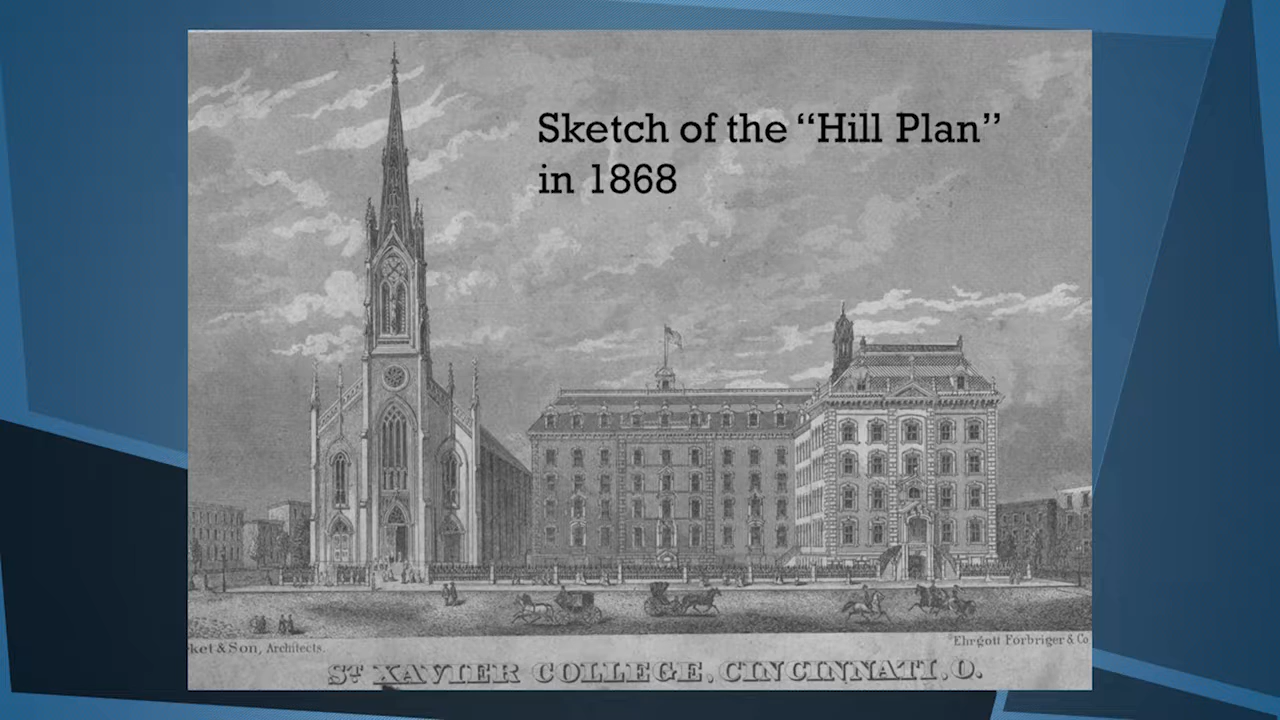 Sketch of the “Hill Plan”
in 1868
ket & Son, Architects.
Ehrgott Forbriger & Co
ST XAVIER COLLEGE, CINCINNATI, O.